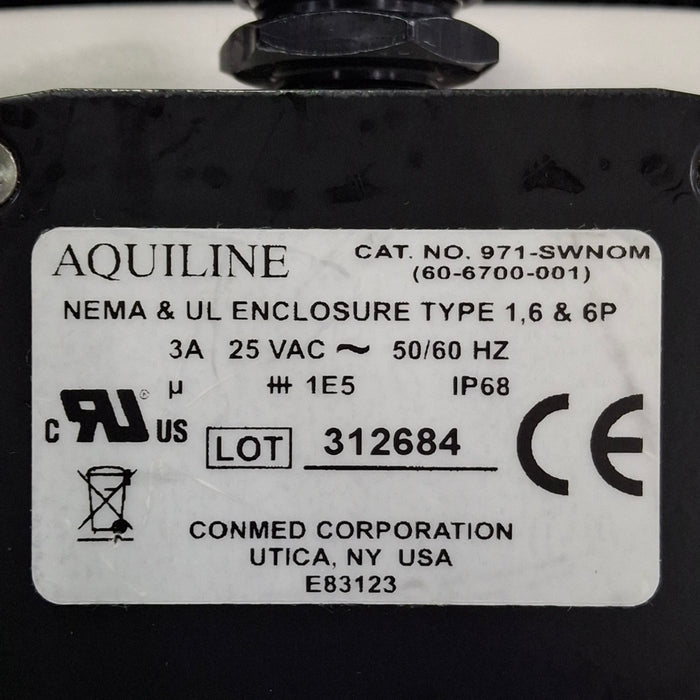 AQUILINE CAT. NO. 971-SWNOM
(60-6700-001)
NEMA & UL ENCLOSURE TYPE 1,6 & 6P
3A 25 VAC ~ 50/60 HZ
µ 1E5 IP68
C RU ® US LOT 312684 CE
CONMED CORPORATION
UTICA, NY USA
E83123